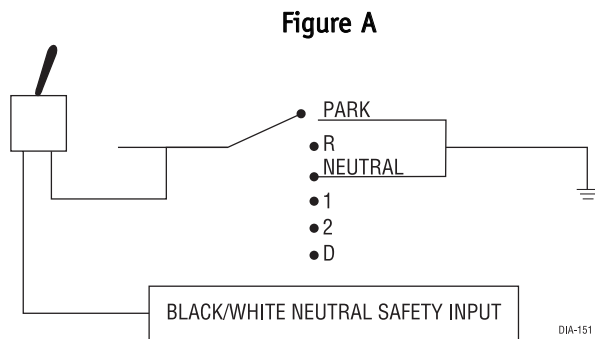 Figure A
PARK
R
NEUTRAL
1
2
D
BLACK/WHITE NEUTRAL SAFETY INPUT
DIA-151